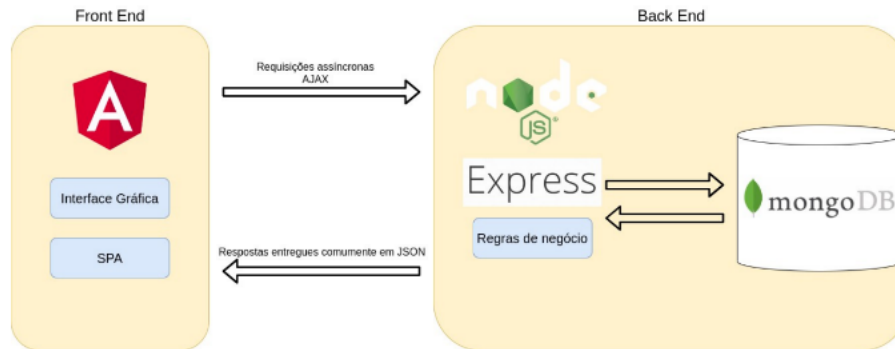 Front End
Back End
Requisições assíncronas
AJAX
A
node
JS
Interface Gráfica
Express
mongoDB
Regras de negócio
SPA
Respostas entregues comumente em JSON